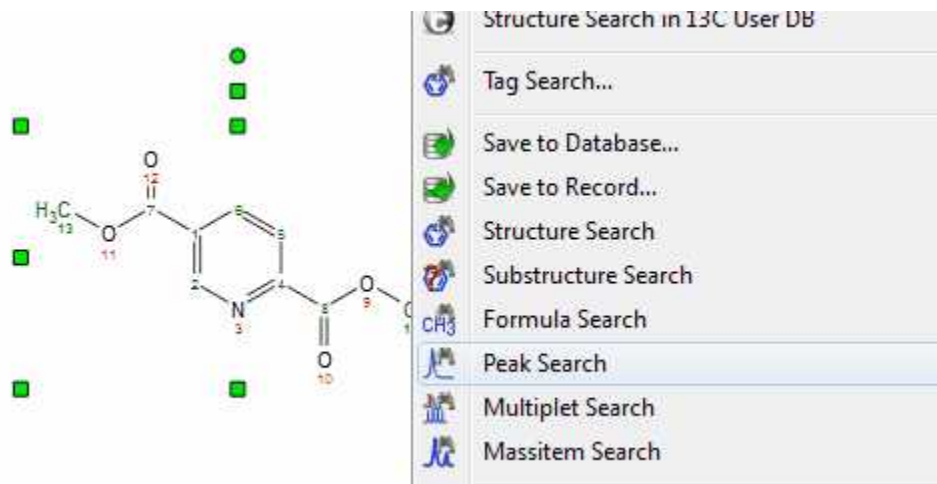 Structure Search in 13C User DB
Tag Search...
Save to Database...
Save to Record...
Structure Search
Substructure Search
CH3 Formula Search
Peak Search
Multiplet Search
Massitem Search
O
12
H3C
13
7
O
11
1
6
5
2
4
N
3
8
O
9
O
10